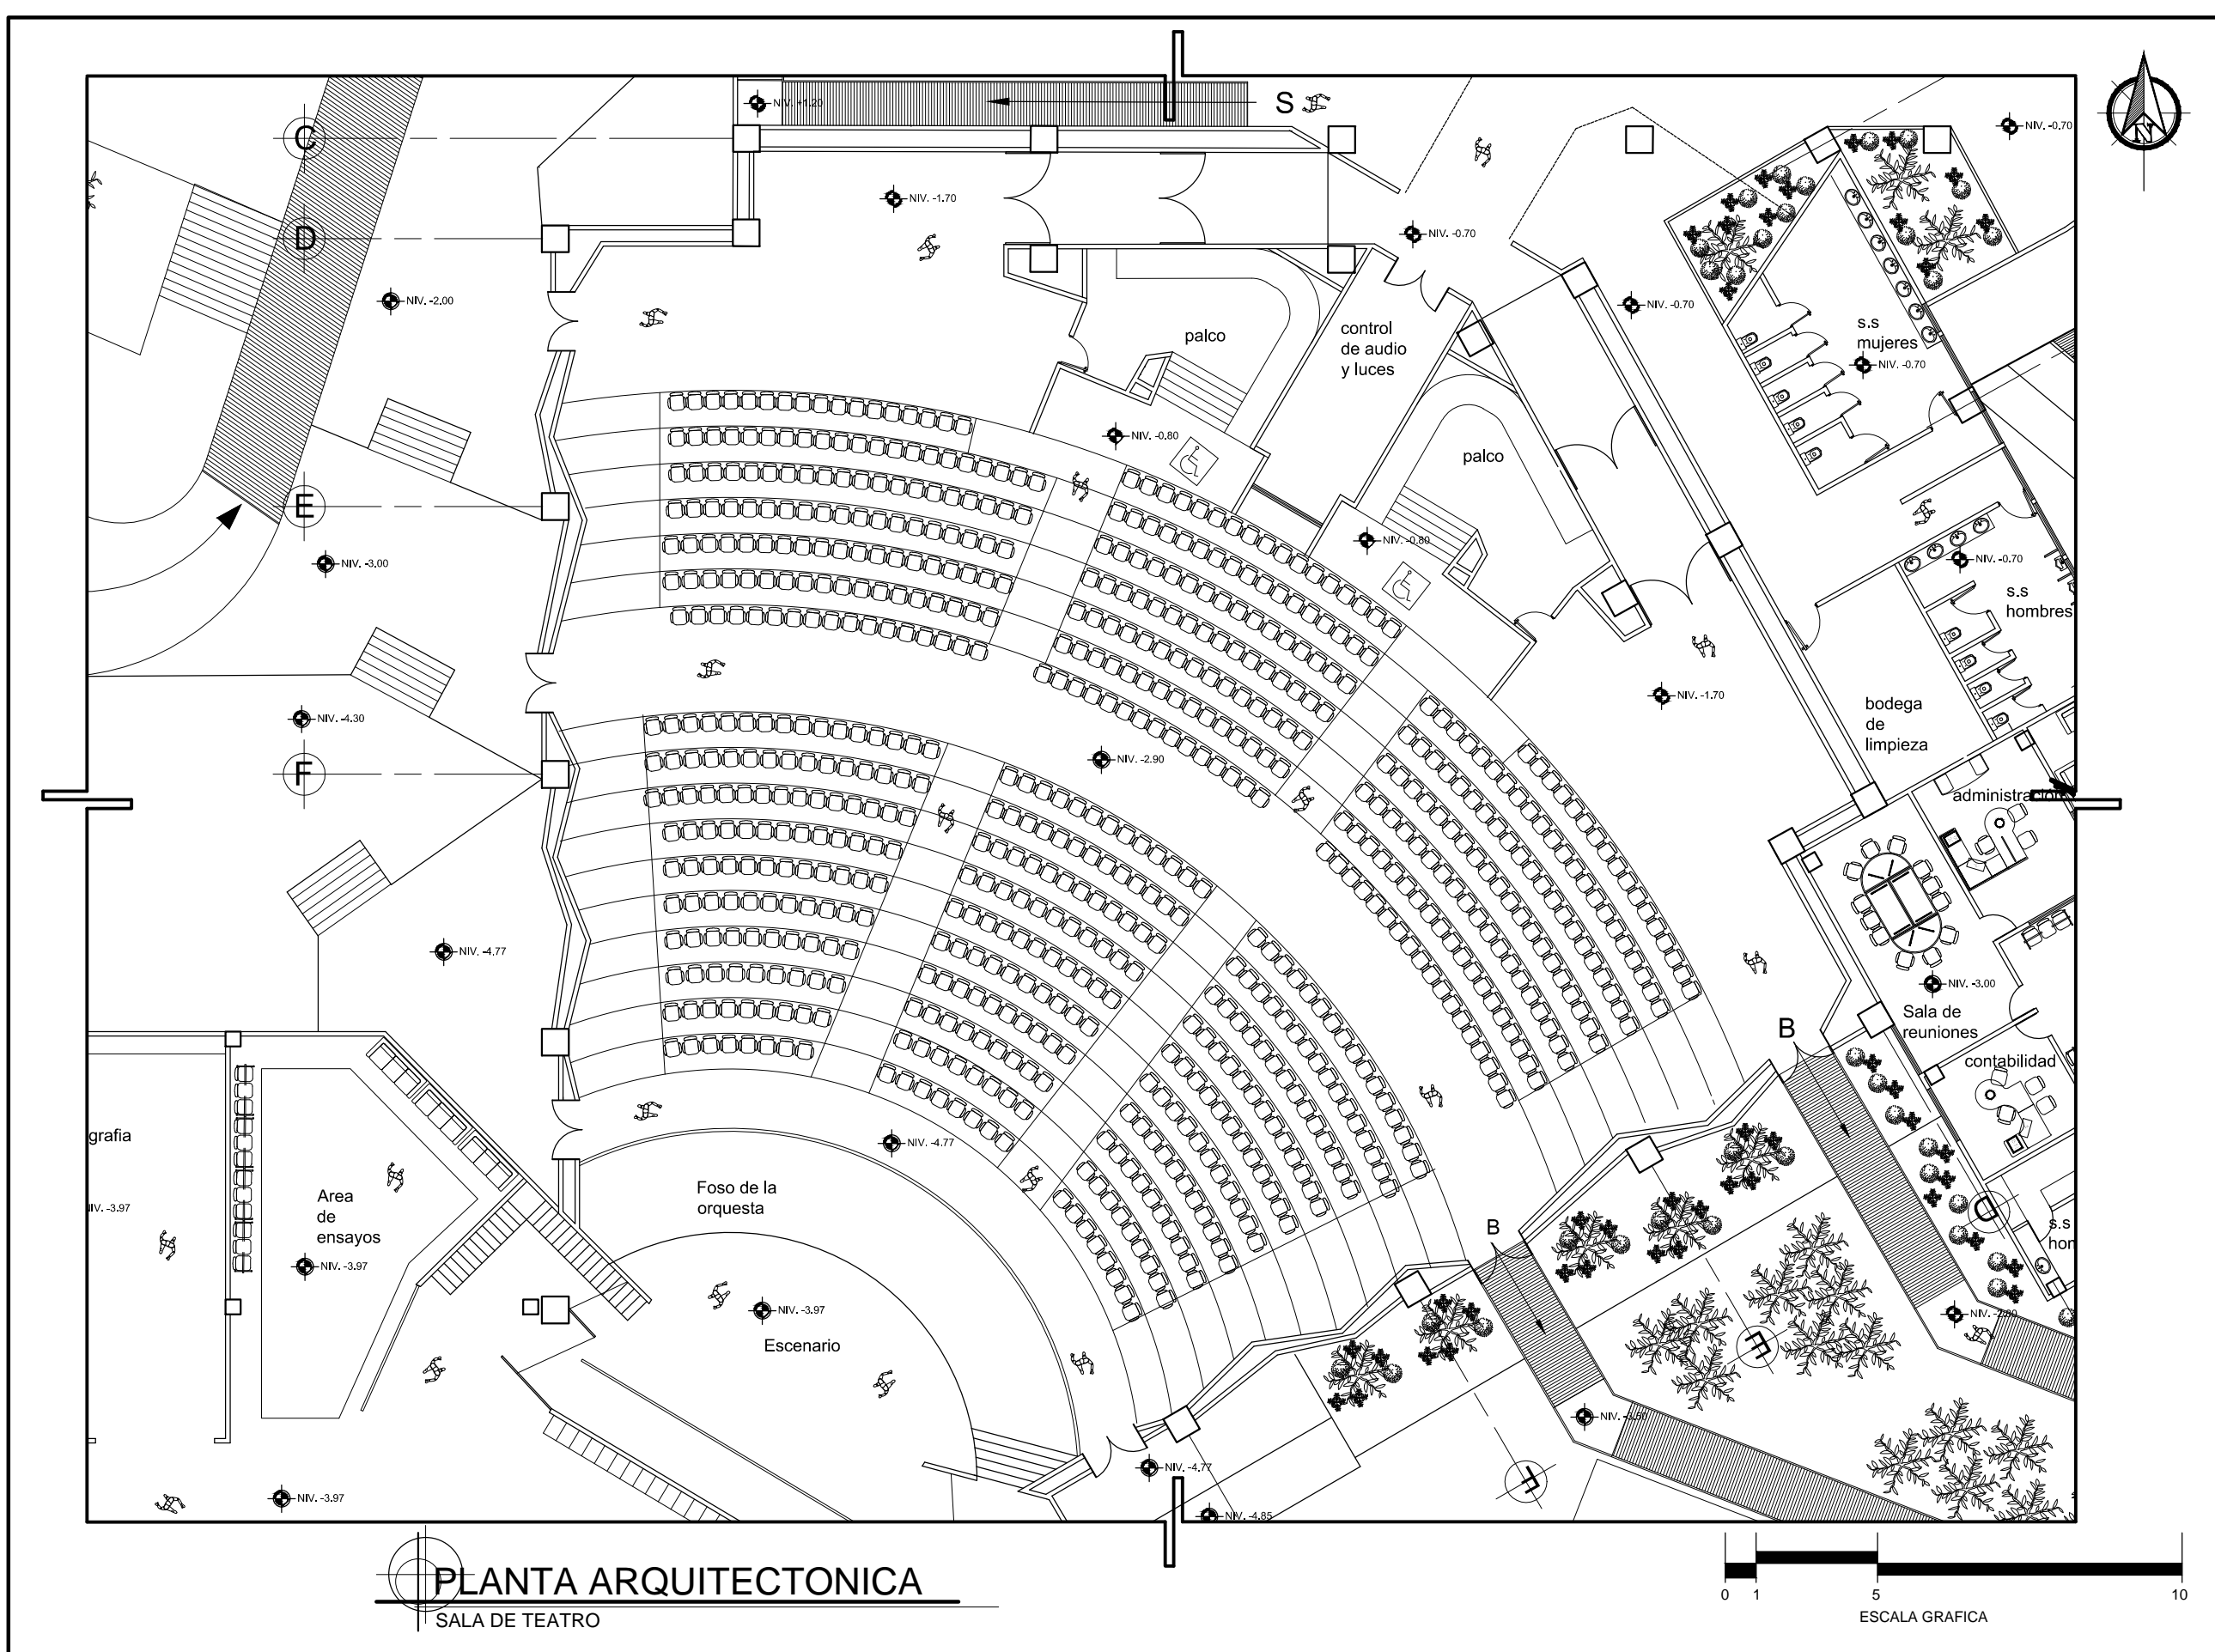 S
NIV. +1.20
NIV. -0.70
C
NIV. -1.70
D
NIV. -0.70
NIV. -2.00
NIV. -0.70
palco
control
de audio
y luces
s.s
mujeres
NIV. -0.70
NIV. -0.80
palco
E
NIV. -0.80
NIV. -3.00
NIV. -0.70
s.s
hombres
NIV. -1.70
NIV. -4.30
bodega
de
limpieza
F
NIV. -2.90
administracion
NIV. -4.77
NIV. -3.00
Sala de
reuniones
B
contabilidad
grafia
NIV. -4.77
Foso de la
orquesta
Area
de
ensayos
NIV. -3.97
B
D
s.s
hom
NIV. -3.97
NIV. -3.97
Escenario
E
NIV. -4.77
F
NIV. -3.97
NIV. -4.85
N
PLANTA ARQUITECTONICA
SALA DE TEATRO
0 1 5 10
ESCALA GRAFICA